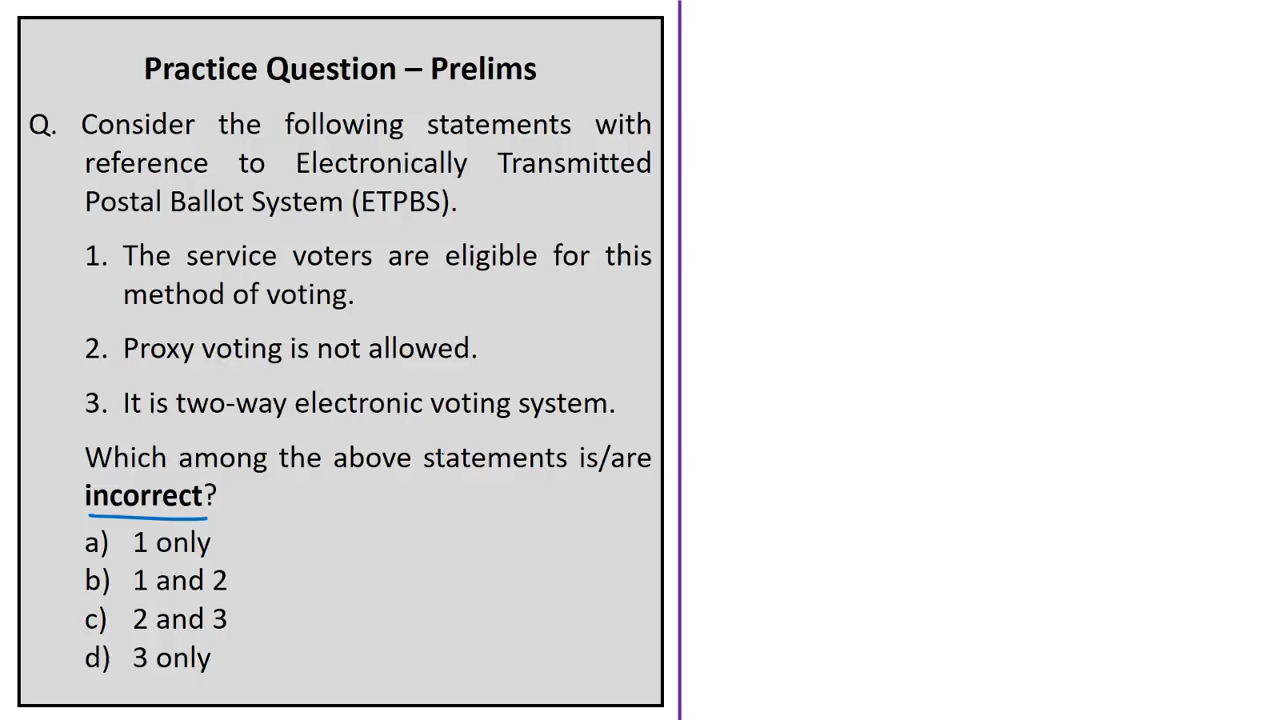 Practice Question – Prelims
Q. Consider the following statements with
reference to Electronically Transmitted
Postal Ballot System (ETPBS).
1. The service voters are eligible for this
method of voting.
2. Proxy voting is not allowed.
3. It is two-way electronic voting system.
Which among the above statements is/are
incorrect?
a) 1 only
b) 1 and 2
c) 2 and 3
d) 3 only